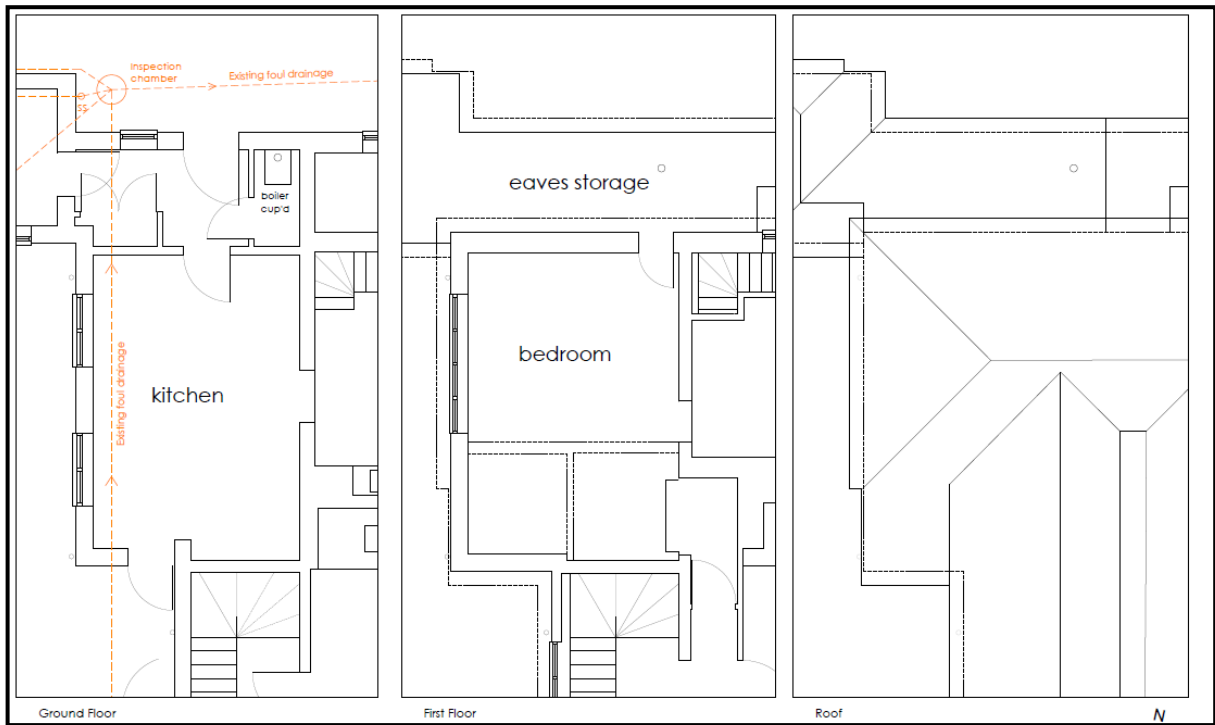 Inspection
chamber
Existing foul drainage
SS
boiler
cup'd
kitchen
Existing foul drainage
Ground Floor
eaves storage
bedroom
First Floor
Roof
N